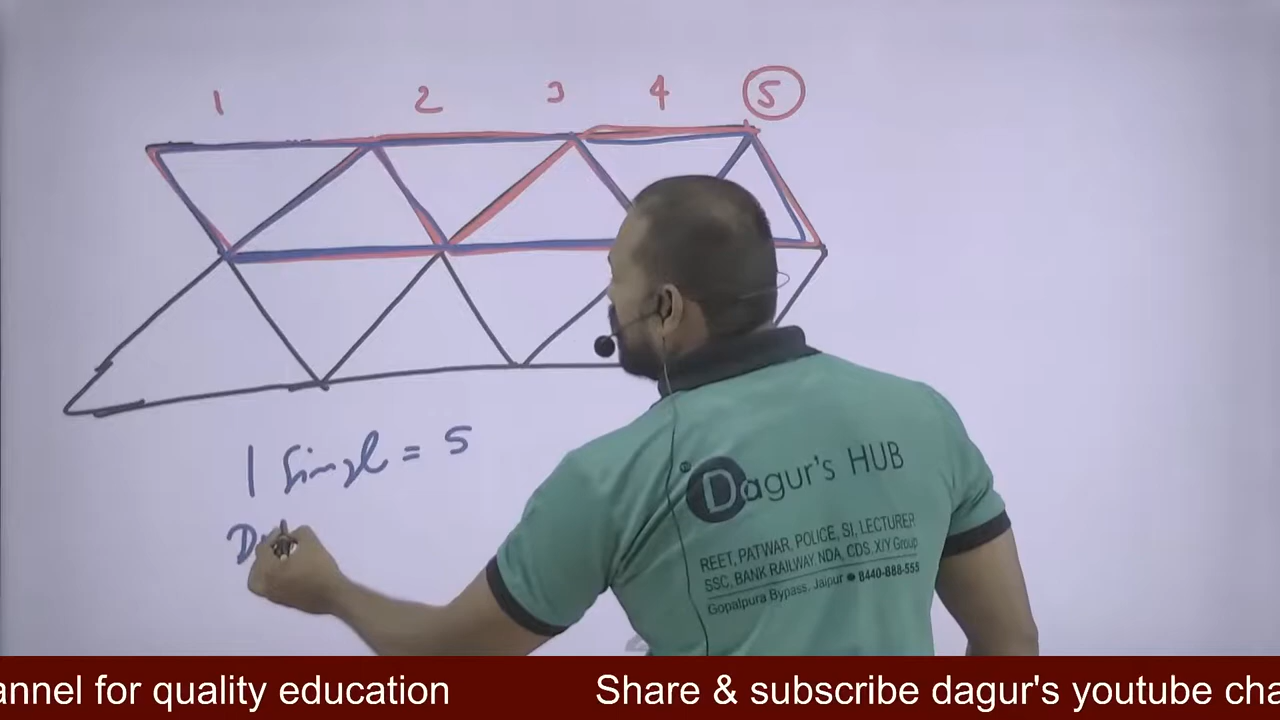 1 2 3 4 5
1 Singl = 5
Dagur's HUB
REET, PATWAR, POLICE, SI, LECTURER
SSC, BANK RAILWAY NDA, CDS, X/Y Group
Gopalpura Bypass, Jaipur 8440-888-555
annel for quality education Share & subscribe dagur's youtube cha